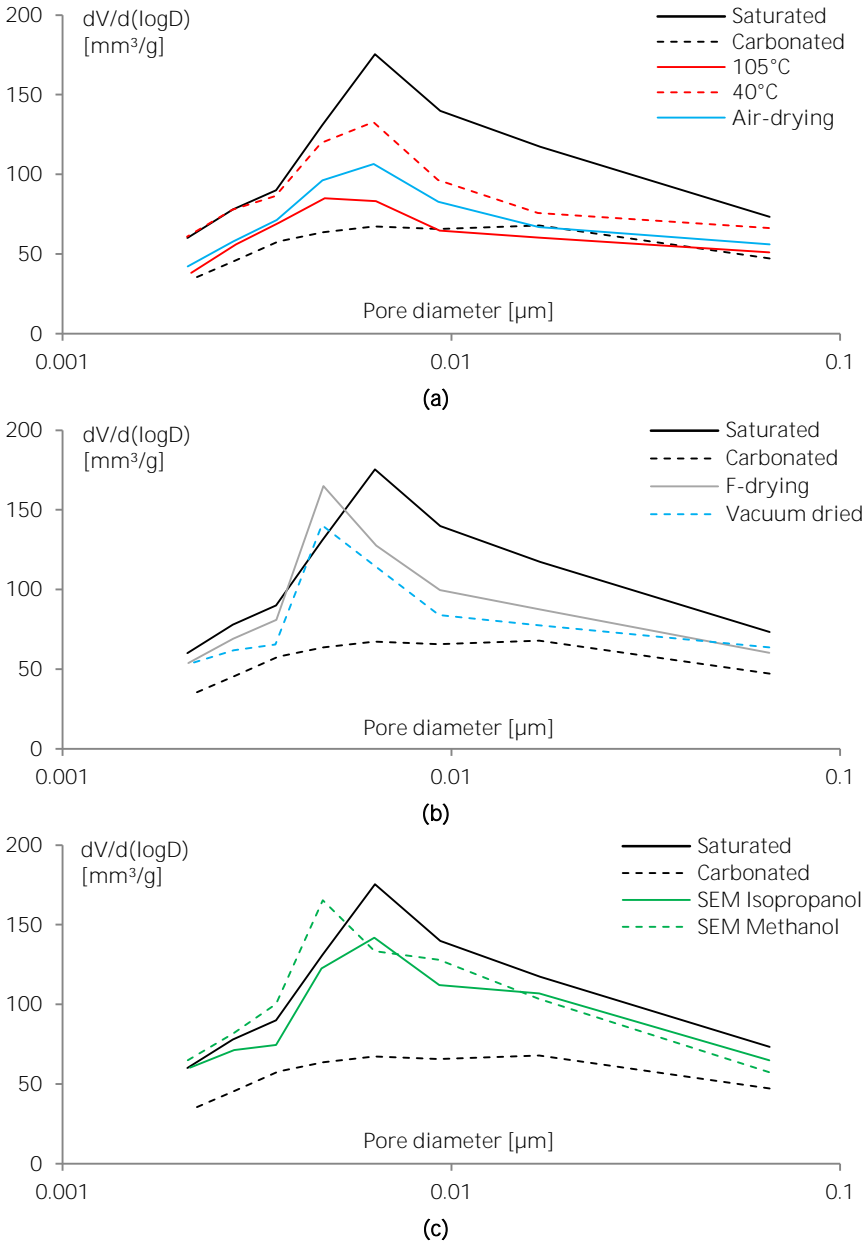 200
dV/d(logD)
[mm³/g]
Saturated
Carbonated
105°C
40°C
Air-drying
150
100
50
0
Pore diameter [µm]
0.001
0.01
0.1
(a)
200
dV/d(logD)
[mm³/g]
Saturated
Carbonated
F-drying
Vacuum dried
150
100
50
0
Pore diameter [µm]
0.001
0.01
0.1
(b)
200
dV/d(logD)
[mm³/g]
Saturated
Carbonated
SEM Isopropanol
SEM Methanol
150
100
50
0
Pore diameter [µm]
0.001
0.01
0.1
(c)